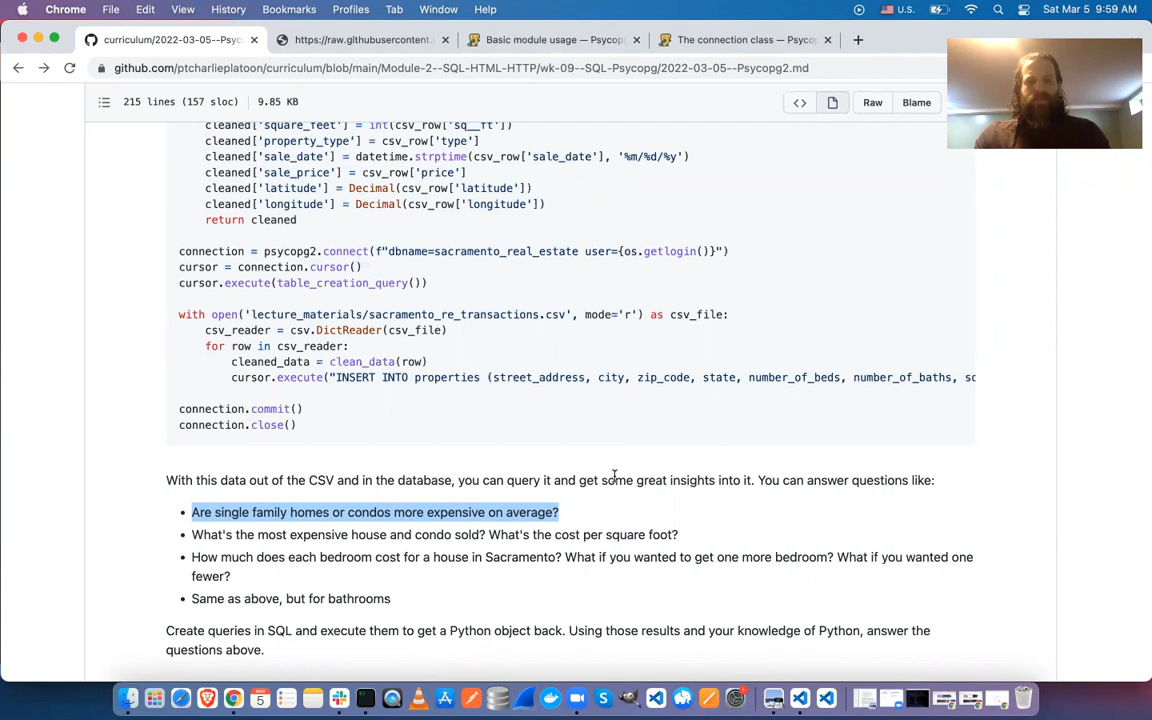 Chrome File Edit View History Bookmarks Profiles Tab Window Help U.S. Sat Mar 5 9:59 AM
curriculum/2022-03-05--Psyc https://raw.githubusercontent. Basic module usage — Psycop The connection class — Psyco
github.com/ptcharlieplatoon/curriculum/blob/main/Module-2--SQL-HTML-HTTP/wk-09--SQL-Psycopg/2022-03-05--Psycopg2.md
215 lines (157 sloc) 9.85 KB Raw Blame
cleaned['square_feet'] = int(csv_row['sq__ft'])
cleaned['property_type'] = csv_row['type']
cleaned['sale_date'] = datetime.strptime(csv_row['sale_date'], '%m/%d/%y')
cleaned['sale_price'] = csv_row['price']
cleaned['latitude'] = Decimal(csv_row['latitude'])
cleaned['longitude'] = Decimal(csv_row['longitude'])
return cleaned
connection = psycopg2.connect(f"dbname=sacramento_real_estate user={os.getlogin()}")
cursor = connection.cursor()
cursor.execute(table_creation_query())
with open('lecture_materials/sacramento_re_transactions.csv', mode='r') as csv_file:
csv_reader = csv.DictReader(csv_file)
for row in csv_reader:
cleaned_data = clean_data(row)
cursor.execute("INSERT INTO properties (street_address, city, zip_code, state, number_of_beds, number_of_baths, sq
connection.commit()
connection.close()
With this data out of the CSV and in the database, you can query it and get some great insights into it. You can answer questions like:
• Are single family homes or condos more expensive on average?
• What's the most expensive house and condo sold? What's the cost per square foot?
• How much does each bedroom cost for a house in Sacramento? What if you wanted to get one more bedroom? What if you wanted one
fewer?
• Same as above, but for bathrooms
Create queries in SQL and execute them to get a Python object back. Using those results and your knowledge of Python, answer the
questions above.